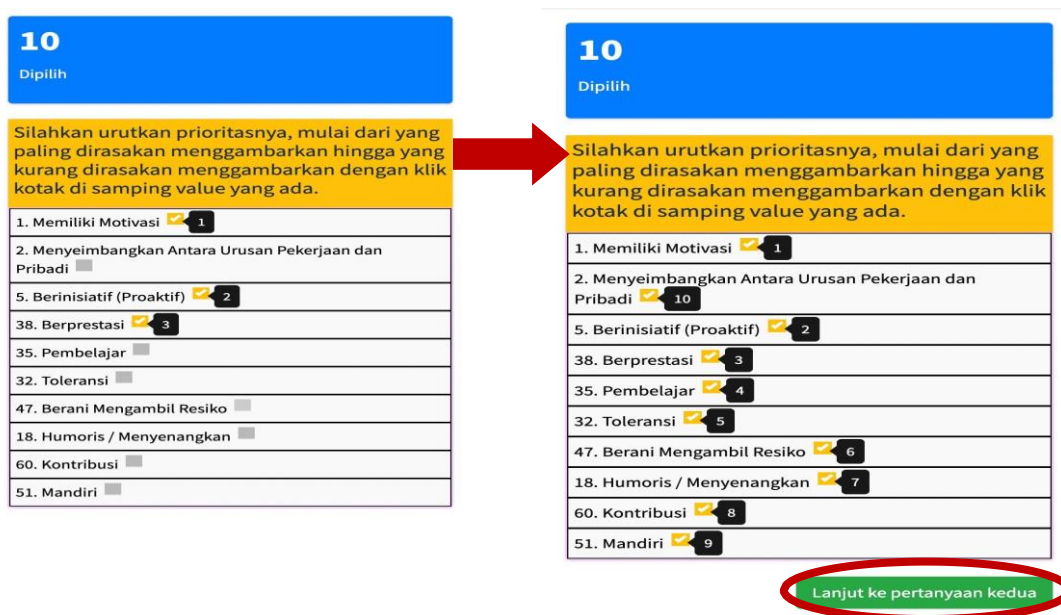 10
Dipilih
Silahkan urutkan prioritasnya, mulai dari yang
paling dirasakan menggambarkan hingga yang
kurang dirasakan menggambarkan dengan klik
kotak di samping value yang ada.
1. Memiliki Motivasi 1
2. Menyeimbangkan Antara Urusan Pekerjaan dan
Pribadi
5. Berinisiatif (Proaktif) 2
38. Berprestasi 3
35. Pembelajar
32. Toleransi
47. Berani Mengambil Resiko
18. Humoris / Menyenangkan
60. Kontribusi
51. Mandiri
10
Dipilih
Silahkan urutkan prioritasnya, mulai dari yang
paling dirasakan menggambarkan hingga yang
kurang dirasakan menggambarkan dengan klik
kotak di samping value yang ada.
1. Memiliki Motivasi 1
2. Menyeimbangkan Antara Urusan Pekerjaan dan
Pribadi 10
5. Berinisiatif (Proaktif) 2
38. Berprestasi 3
35. Pembelajar 4
32. Toleransi 5
47. Berani Mengambil Resiko 6
18. Humoris / Menyenangkan 7
60. Kontribusi 8
51. Mandiri 9
Lanjut ke pertanyaan kedua